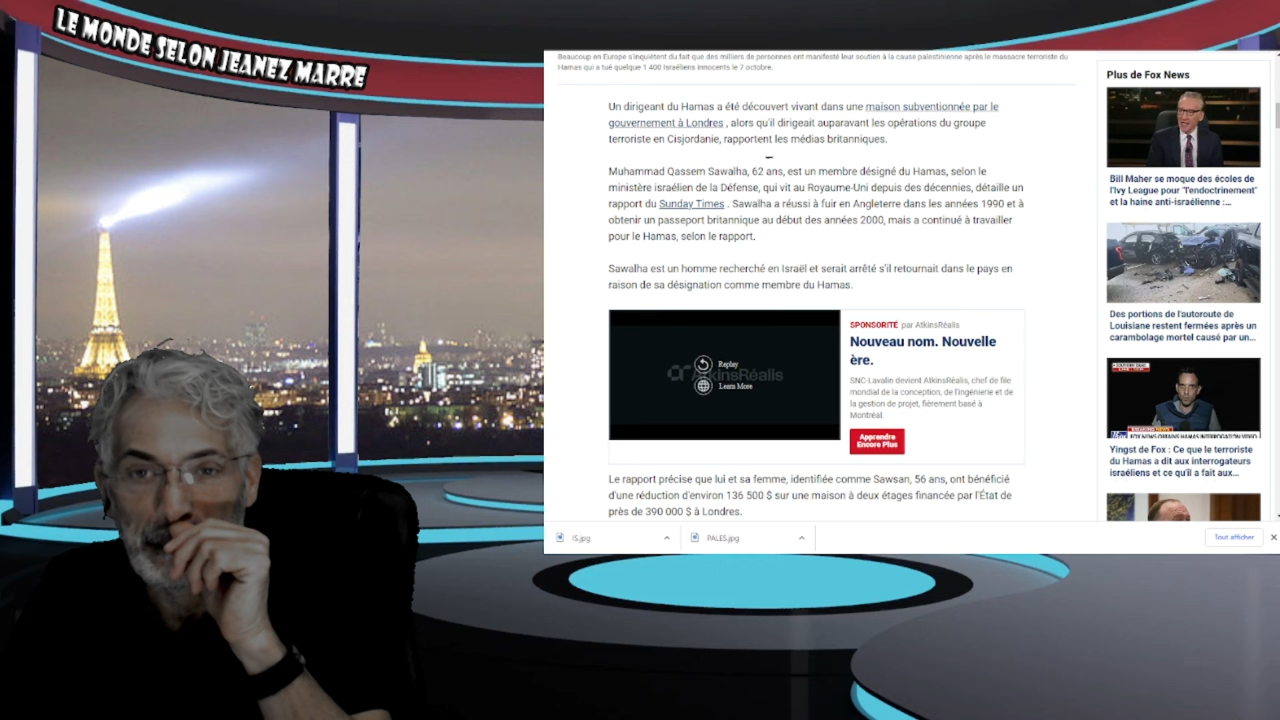 LE MONDE SELON JEANEZ MARRE
Beaucoup en Europe s'inquiètent du fait que des milliers de personnes ont manifesté leur soutien à la cause palestinienne après le massacre terroriste du
Hamas qui a tué quelque 1 400 Israéliens innocents le 7 octobre.
Un dirigeant du Hamas a été découvert vivant dans une maison subventionnée par le
gouvernement à Londres , alors qu'il dirigeait auparavant les opérations du groupe
terroriste en Cisjordanie, rapportent les médias britanniques.
Muhammad Qassem Sawalha, 62 ans, est un membre désigné du Hamas, selon le
ministère israélien de la Défense, qui vit au Royaume-Uni depuis des décennies, détaille un
rapport du Sunday Times . Sawalha a réussi à fuir en Angleterre dans les années 1990 et à
obtenir un passeport britannique au début des années 2000, mais a continué à travailler
pour le Hamas, selon le rapport.
Sawalha est un homme recherché en Israël et serait arrêté s'il retournait dans le pays en
raison de sa désignation comme membre du Hamas.
AtkinsRéalis
Replay
Learn More
SPONSORITÉ par AtkinsRéalis
Nouveau nom. Nouvelle
ère.
SNC-Lavalin devient AtkinsRéalis, chef de file
mondial de la conception, de l'ingénierie et de
la gestion de projet, fièrement basé à
Montréal.
Apprendre
Encore Plus
Le rapport précise que lui et sa femme, identifiée comme Sawsan, 56 ans, ont bénéficié
d'une réduction d'environ 136 500 $ sur une maison à deux étages financée par l'État de
près de 390 000 $ à Londres.
Plus de Fox News
Bill Maher se moque des écoles de
l'Ivy League pour "l'endoctrinement"
et la haine anti-israélienne :...
Des portions de l'autoroute de
Louisiane restent fermées après un
carambolage mortel causé par un...
BREAKING NEWS
FOX NEWS OBTAINS HAMAS INTERROGATION VIDEO
Yingst de Fox : Ce que le terroriste
du Hamas a dit aux interrogateurs
israéliens et ce qu'il a fait aux...
IS.jpg
PALES.jpg
Tout afficher